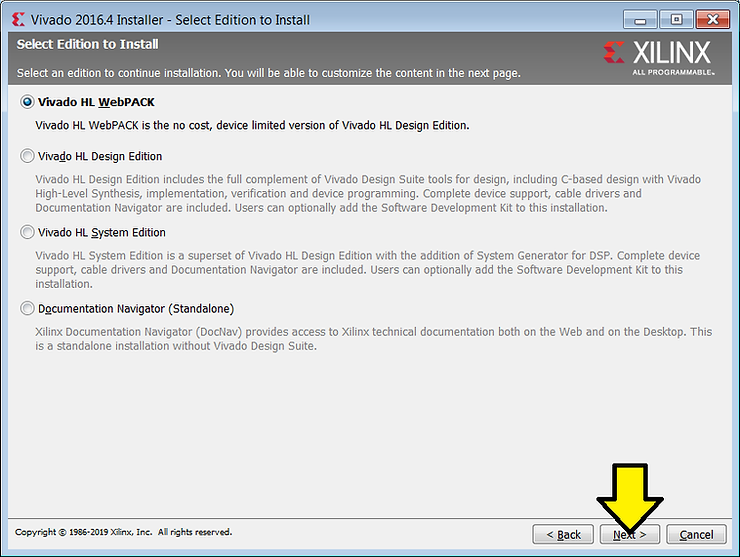 Vivado 2016.4 Installer - Select Edition to Install
Select Edition to Install
Select an edition to continue installation. You will be able to customize the content in the next page.
XILINX
ALL PROGRAMMABLE.
Vivado HL WebPACK
Vivado HL WebPACK is the no cost, device limited version of Vivado HL Design Edition.
Vivado HL Design Edition
Vivado HL Design Edition includes the full complement of Vivado Design Suite tools for design, including C-based design with Vivado
High-Level Synthesis, implementation, verification and device programming. Complete device support, cable drivers and
Documentation Navigator are included. Users can optionally add the Software Development Kit to this installation.
Vivado HL System Edition
Vivado HL System Edition is a superset of Vivado HL Design Edition with the addition of System Generator for DSP. Complete device
support, cable drivers and Documentation Navigator are included. Users can optionally add the Software Development Kit to this
installation.
Documentation Navigator (Standalone)
Xilinx Documentation Navigator (DocNav) provides access to Xilinx technical documentation both on the Web and on the Desktop. This
is a standalone installation without Vivado Design Suite.
Copyright © 1986-2019 Xilinx, Inc. All rights reserved.
< Back
Next >
Cancel